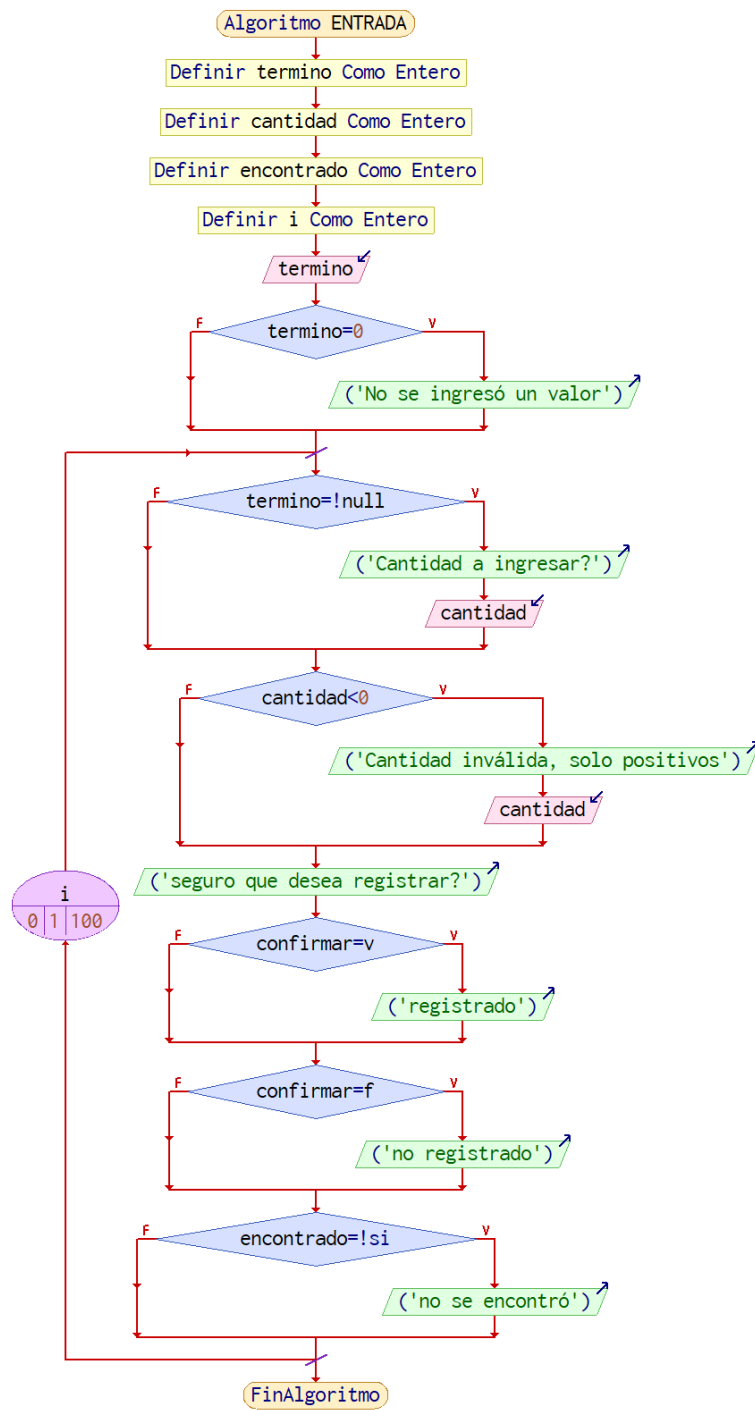 Algoritmo ENTRADA
Definir termino Como Entero
Definir cantidad Como Entero
Definir encontrado Como Entero
Definir i Como Entero
termino
F
termino=0
V
('No se ingresó un valor')
F
termino=!null
V
('Cantidad a ingresar?')
cantidad
F
cantidad<0
V
('Cantidad inválida, solo positivos')
cantidad
('seguro que desea registrar?')
i
0 1 100
F
confirmar=v
V
('registrado')
F
confirmar=f
V
('no registrado')
F
encontrado=!si
V
('no se encontró')
FinAlgoritmo